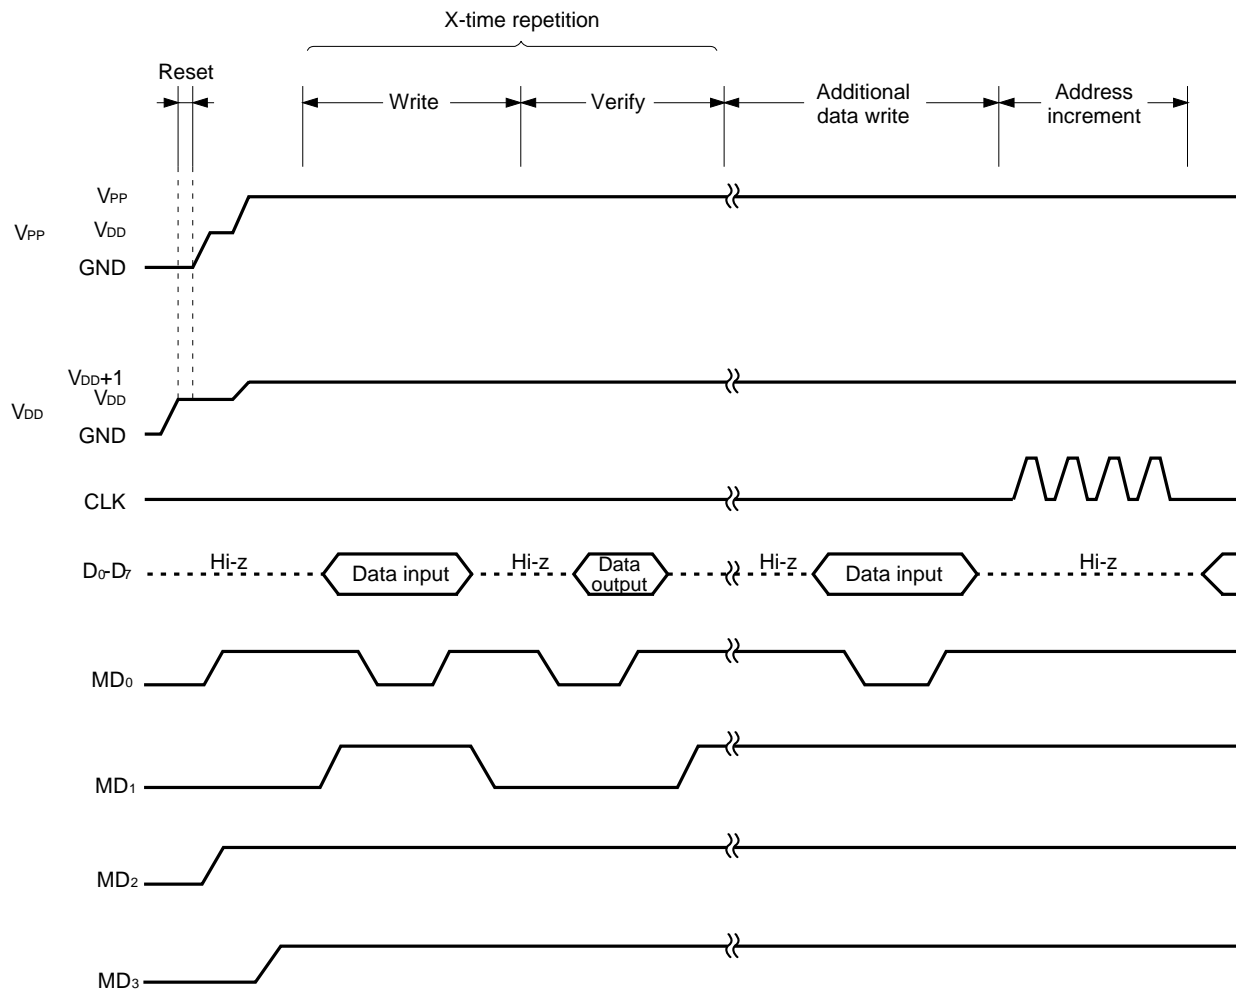 X-time repetition
Reset
Write
Verify
Additional
data write
Address
increment
VPP
VPP
VDD
GND
VDD+1
VDD
VDD
GND
CLK
D0-D7
Hi-z
Data input
Hi-z
Data
output
Hi-z
Data input
Hi-z
MD0
MD1
MD2
MD3